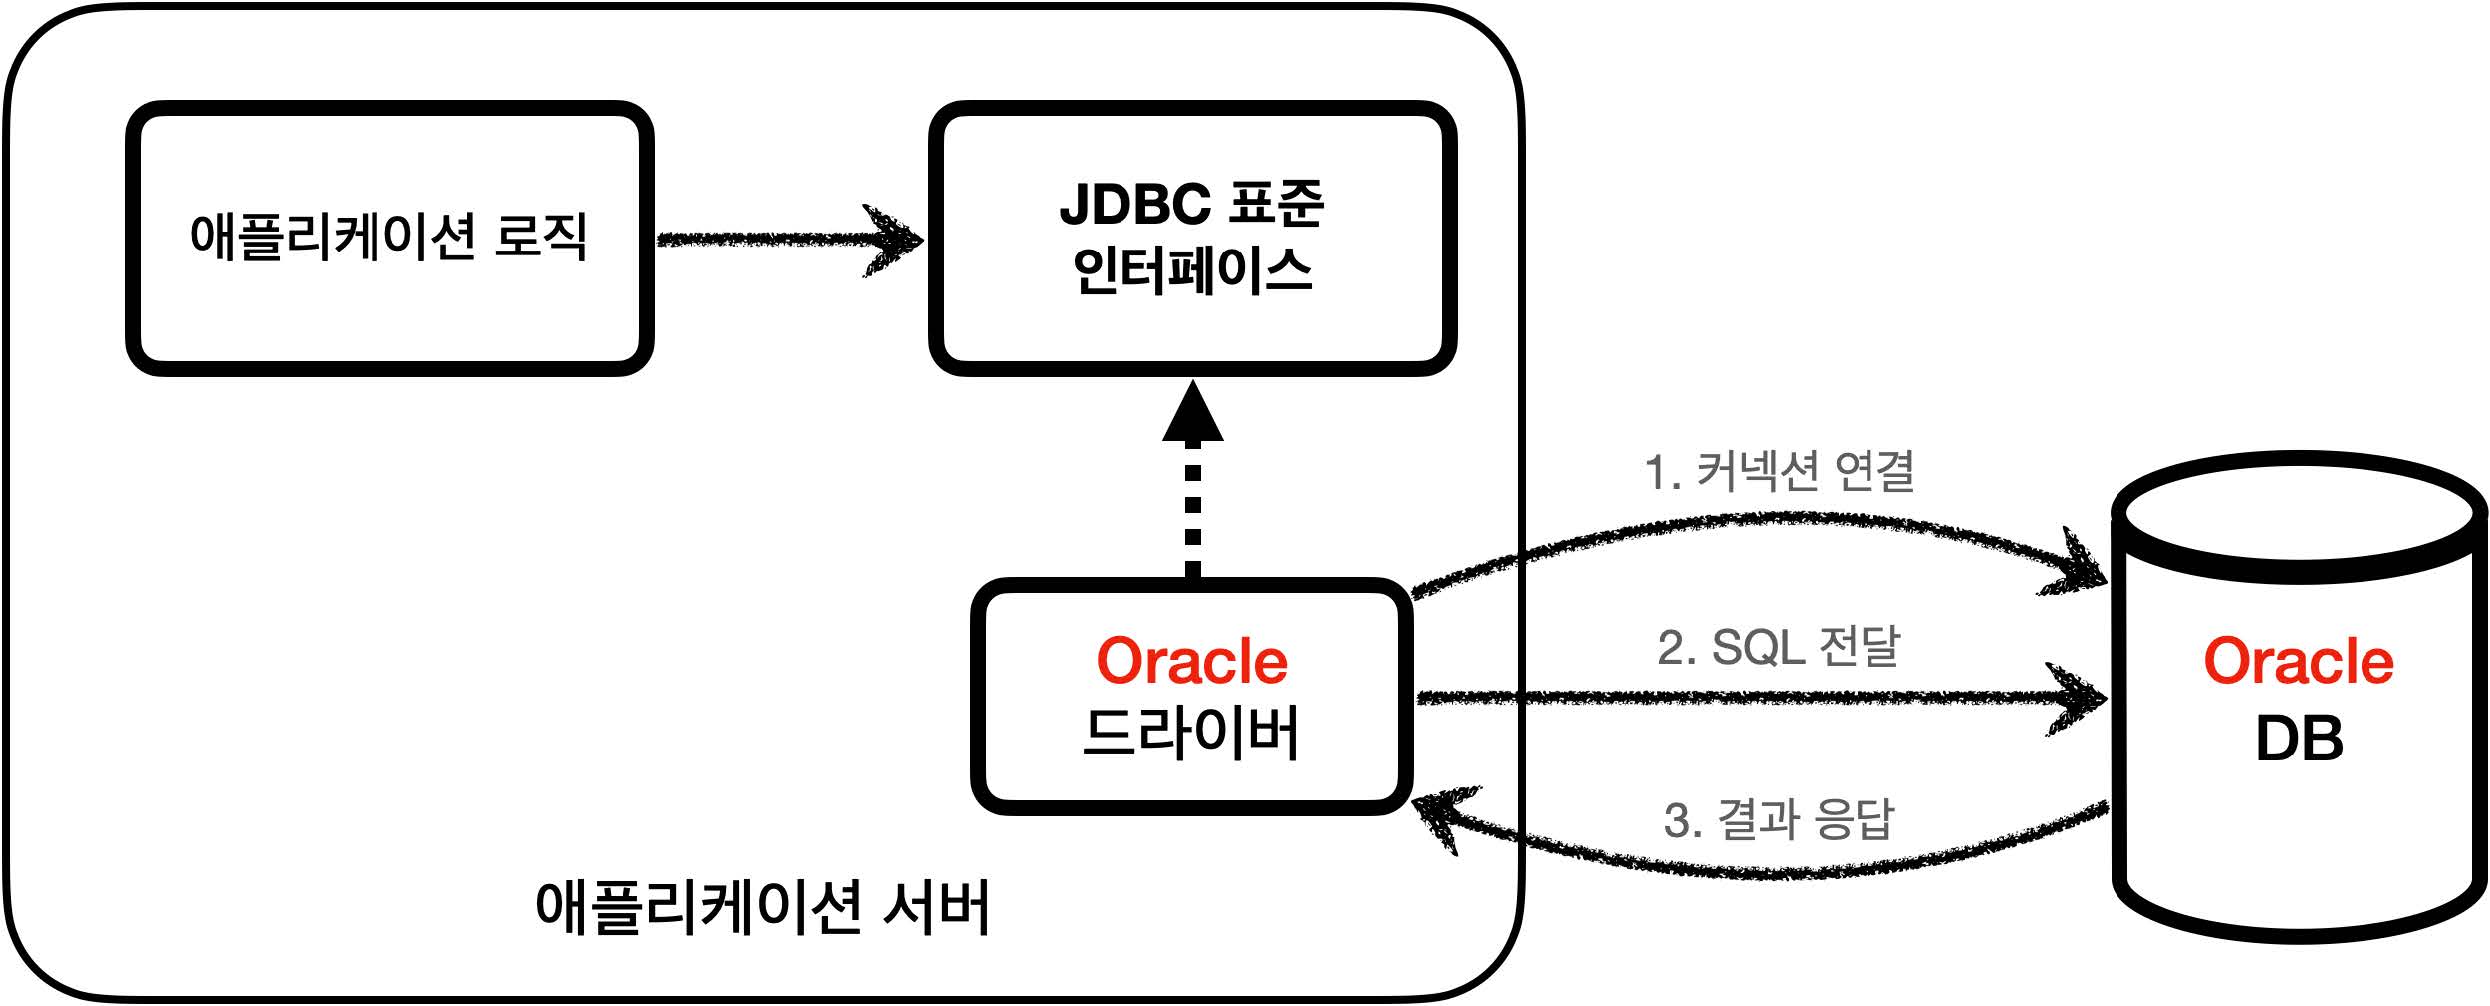 애플리케이션 로직
JDBC 표준
인터페이스
1. 커넥션 연결
Oracle
드라이버
2. SQL 전달
Oracle
DB
3. 결과 응답
애플리케이션 서버